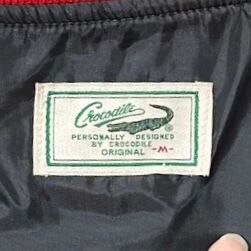 Crocodile ®
PERSONALLY DESIGNED
BY CROCODILE
ORIGINAL -M-